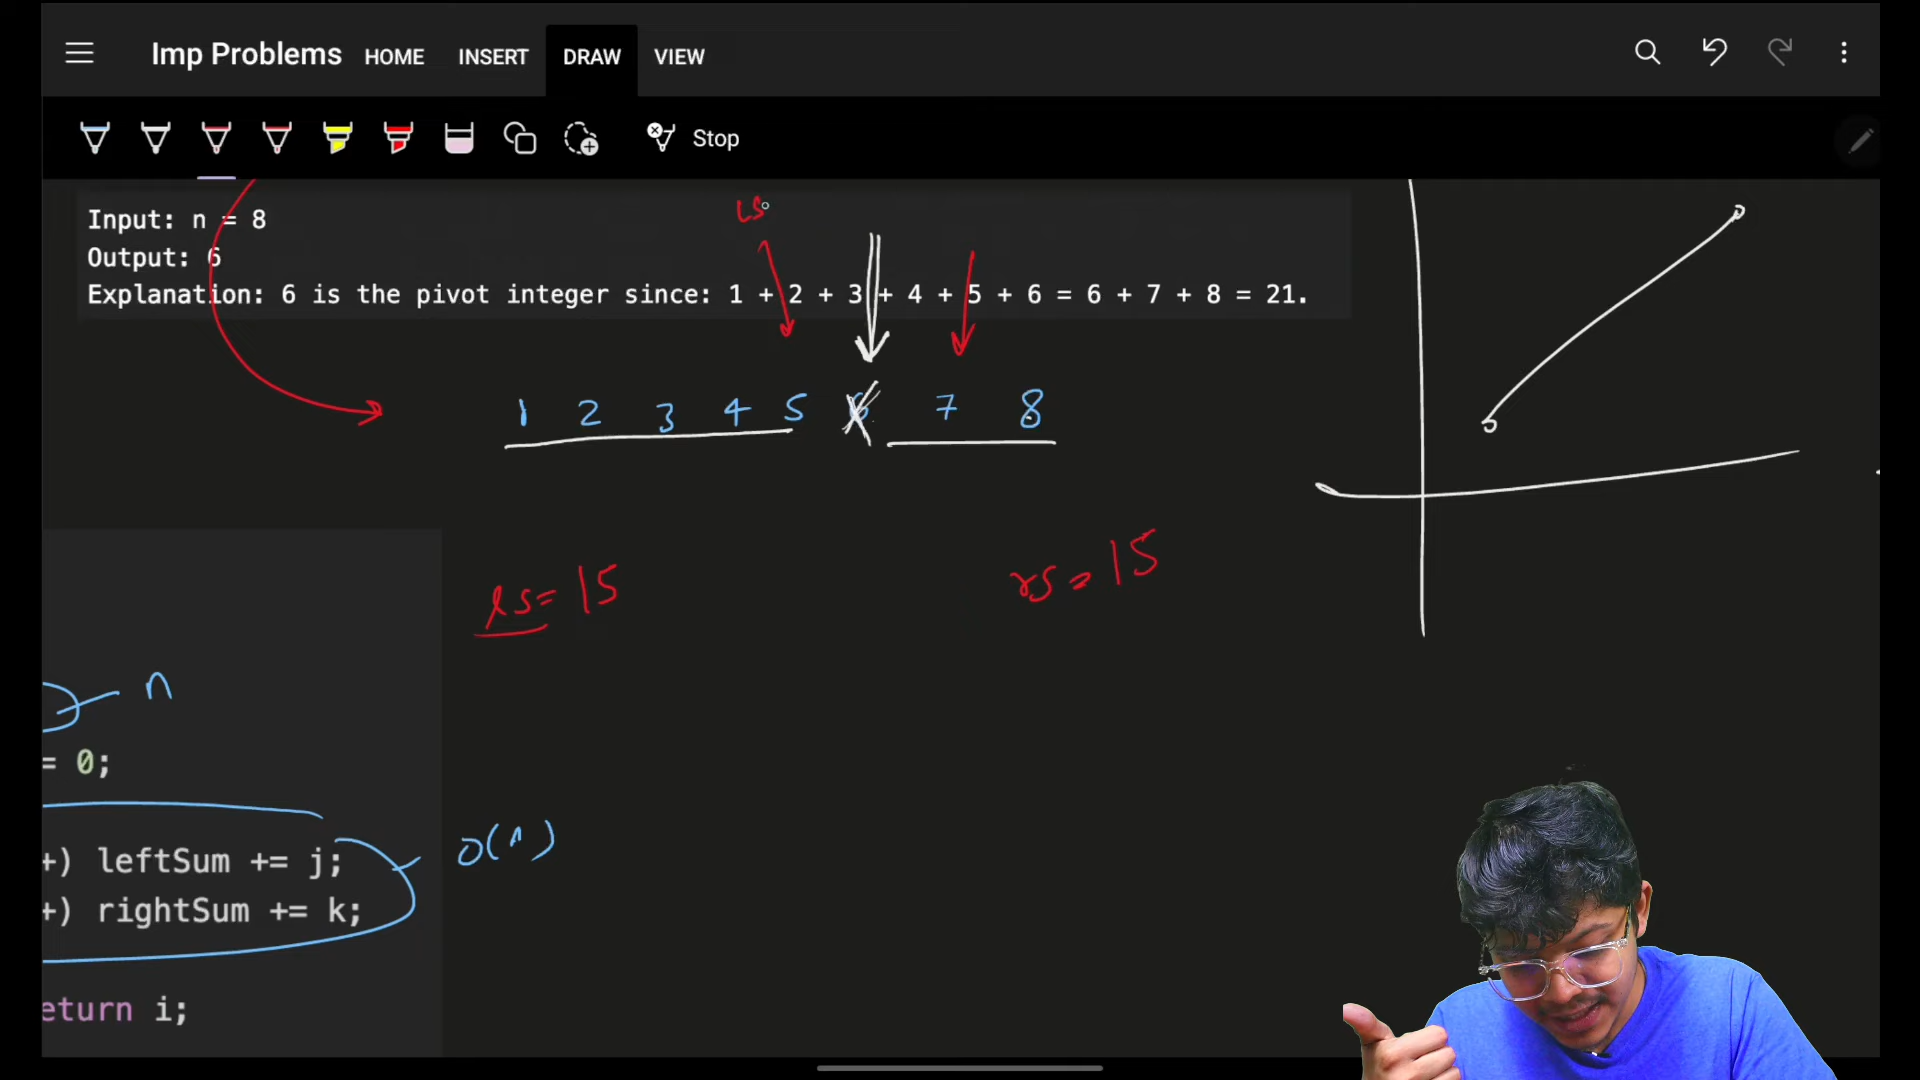 Imp Problems HOME INSERT DRAW VIEW
Stop
Input: n = 8
Output: 6
Explanation: 6 is the pivot integer since: 1 + 2 + 3 + 4 + 5 + 6 = 6 + 7 + 8 = 21.
LS
1 2 3 4 5 6 7 8
ls = 15
rs = 15
n
= 0;
+) leftSum += j;
O(n)
+) rightSum += k;
eturn i;